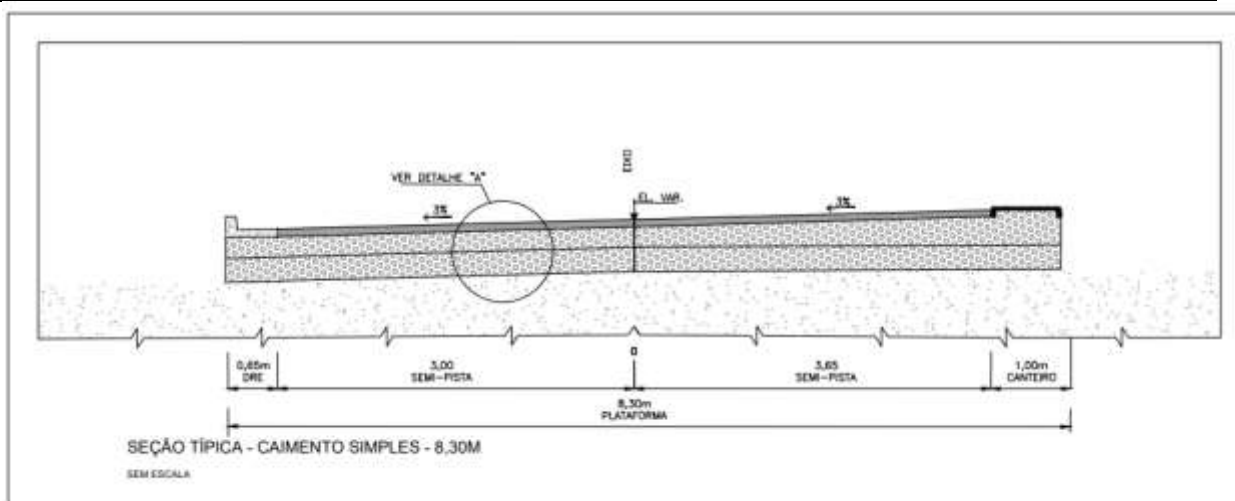 EIXO
VER DETALHE "A"
EL. VAR.
3%
3%
0
0,65m
DRE
3,00
SEMI-PISTA
3,65
SEMI-PISTA
1,00m
CANTEIRO
8,30m
PLATAFORMA
SEÇÃO TÍPICA - CAIMENTO SIMPLES - 8,30M
SEM ESCALA